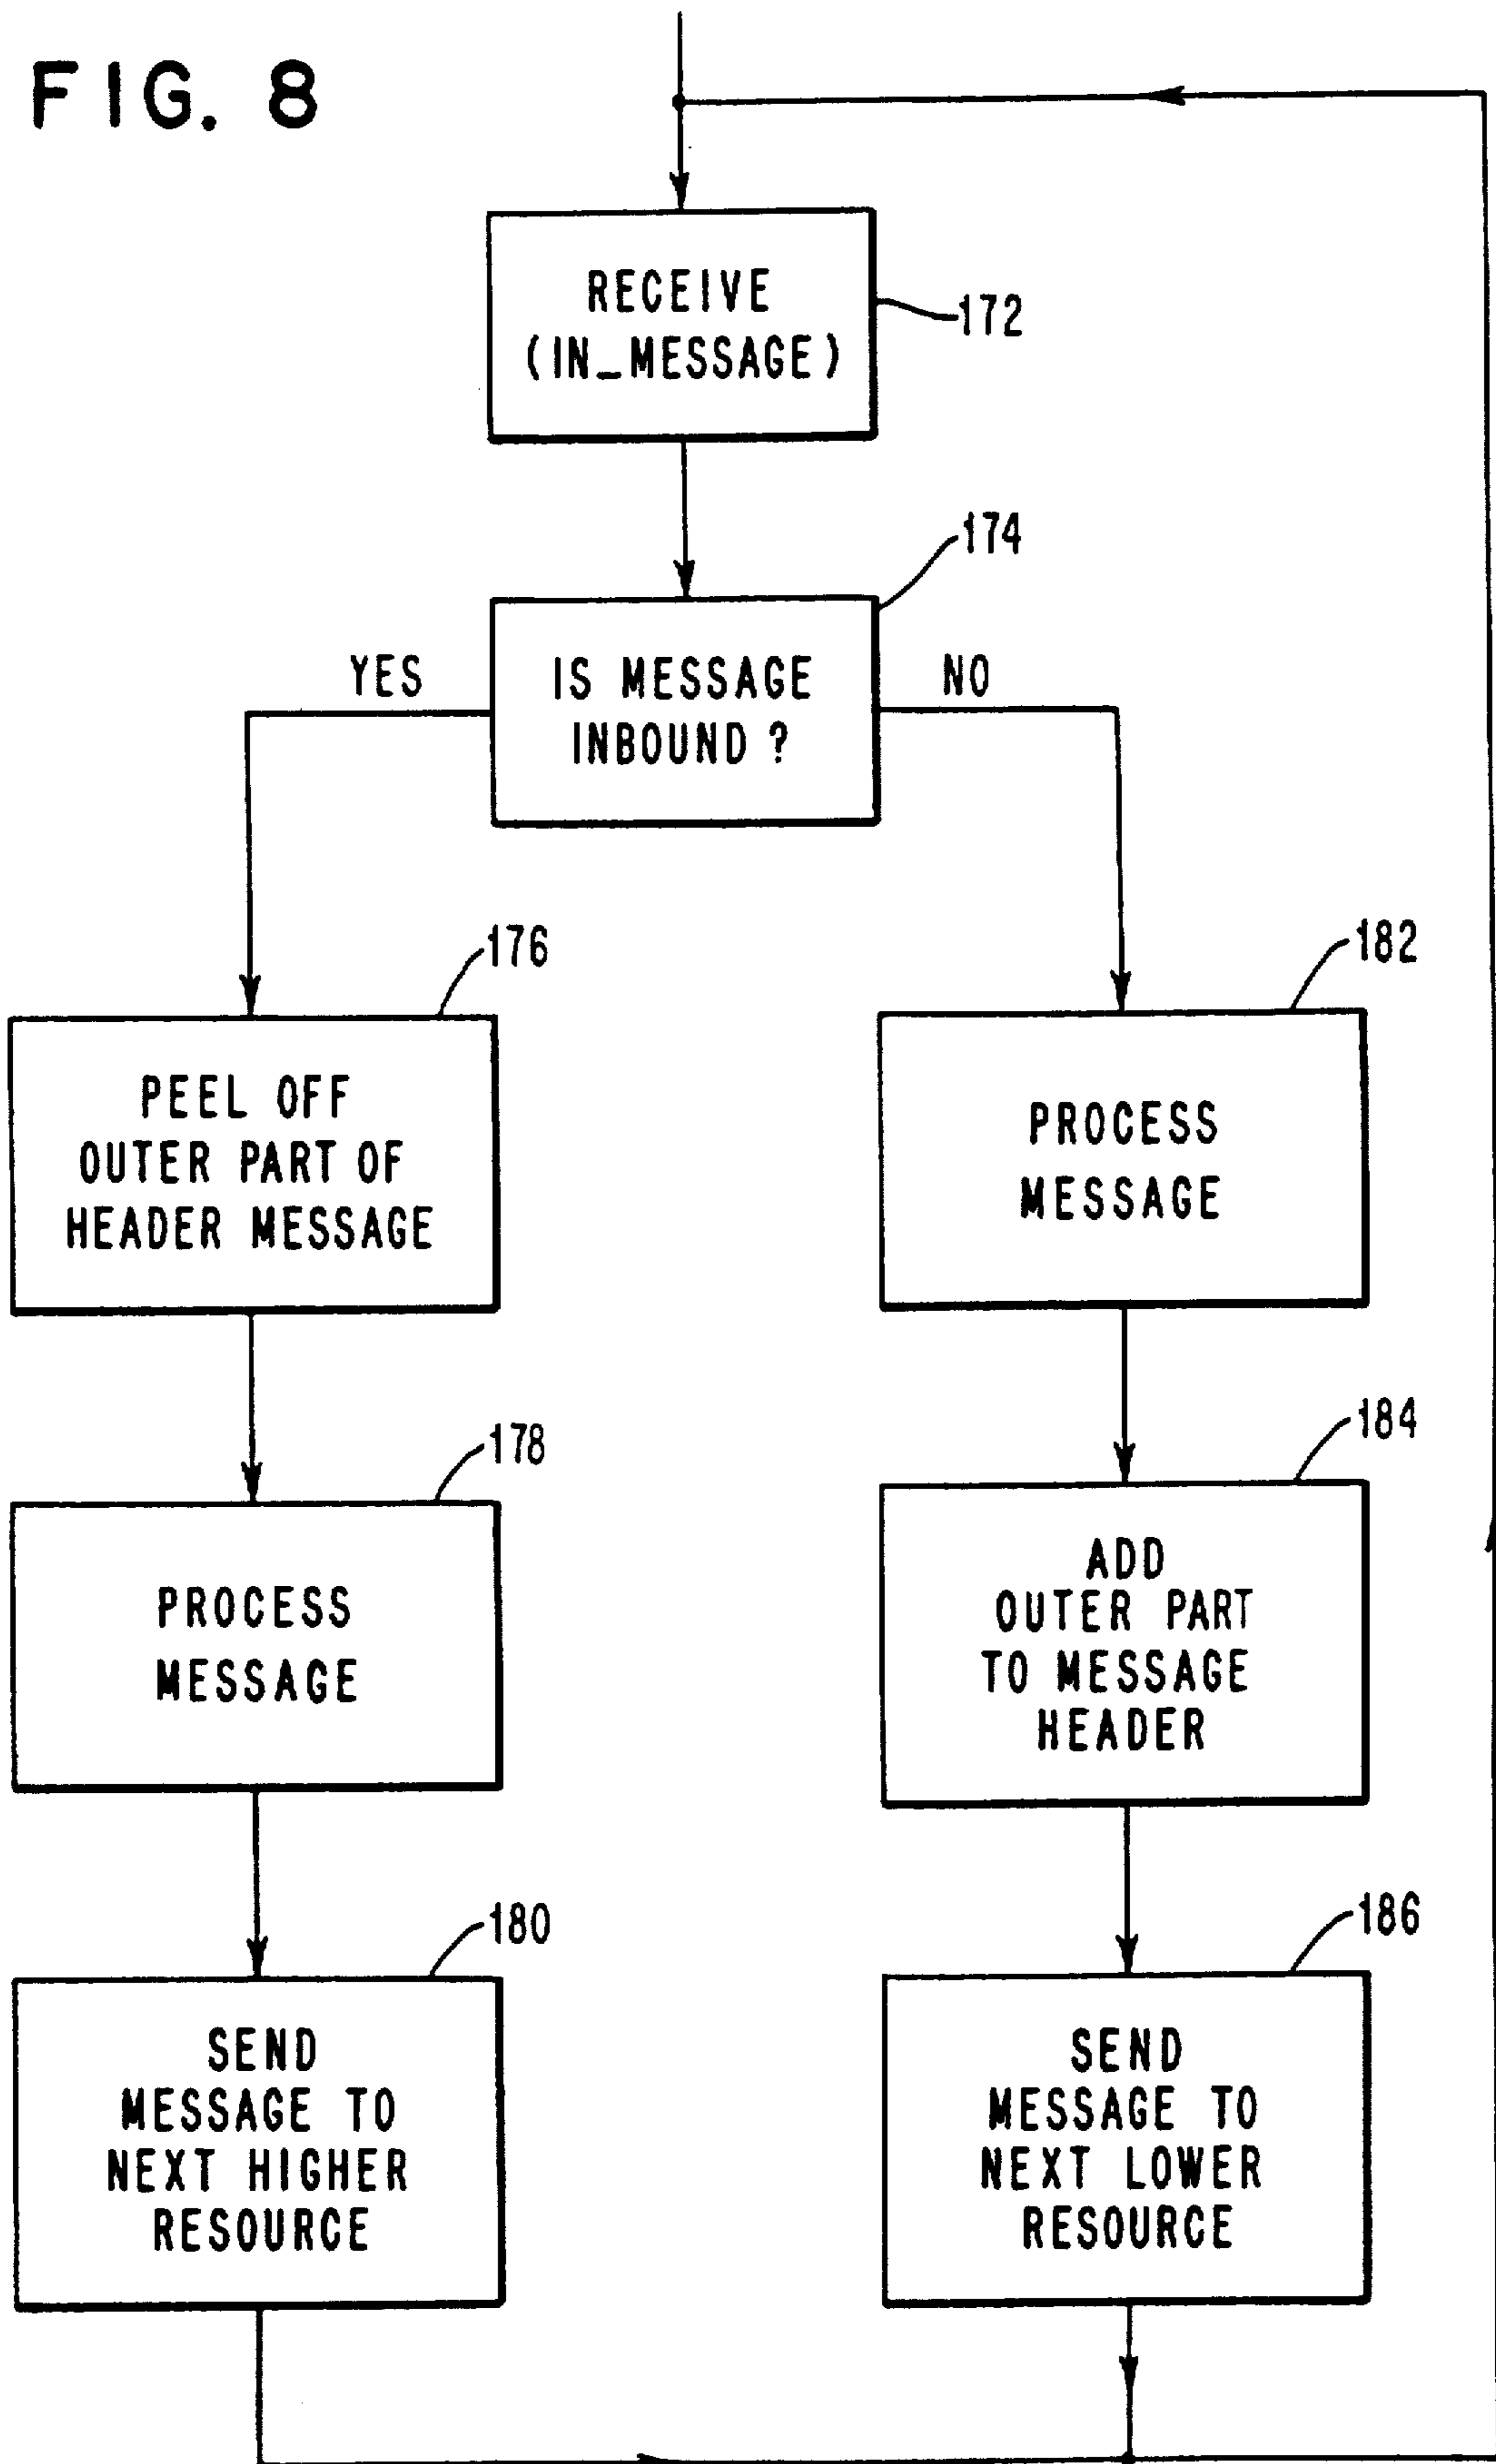 FIG. 8
RECEIVE
(IN_MESSAGE)
172
174
YES
IS MESSAGE
INBOUND ?
NO
176
PEEL OFF
OUTER PART OF
HEADER MESSAGE
182
PROCESS
MESSAGE
178
PROCESS
MESSAGE
184
ADD
OUTER PART
TO MESSAGE
HEADER
180
SEND
MESSAGE TO
NEXT HIGHER
RESOURCE
186
SEND
MESSAGE TO
NEXT LOWER
RESOURCE